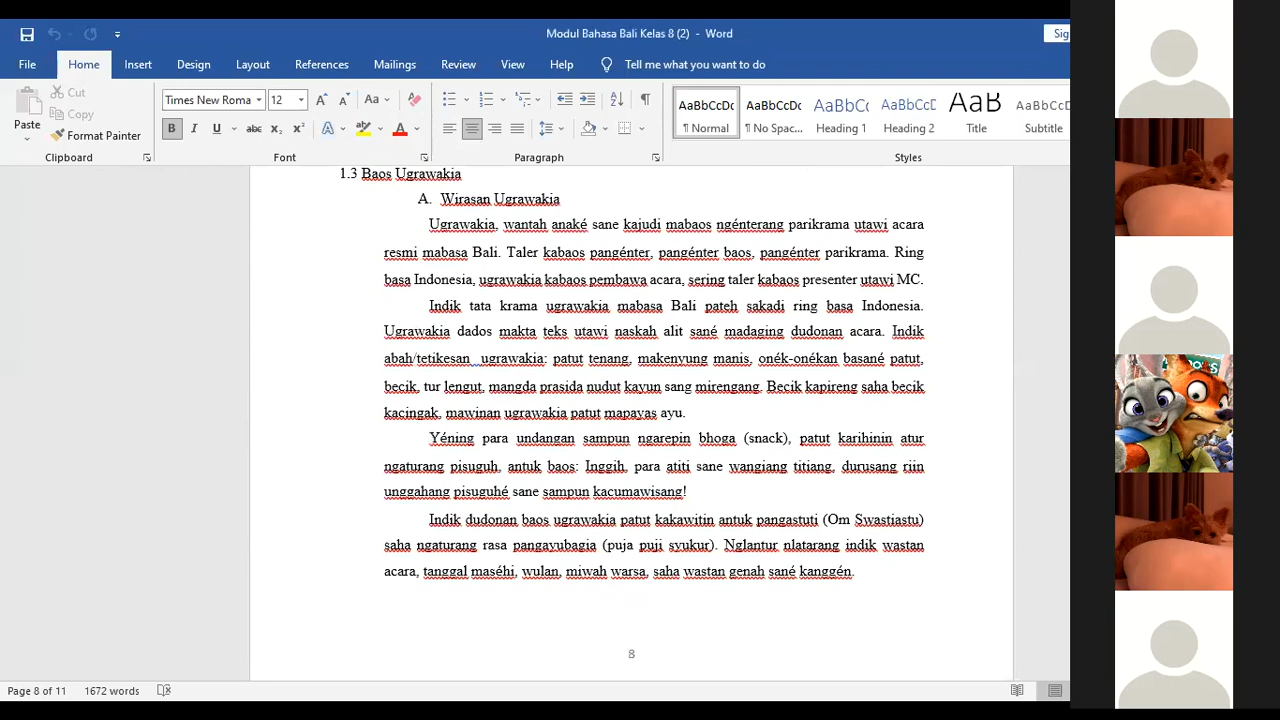 Modul Bahasa Bali Kelas 8 (2) - Word
Sig
File Home Insert Design Layout References Mailings Review View Help Tell me what you want to do
Paste
Cut
Copy
Format Painter
Times New Roma 12
AaBbCcDc AaBbCcDc AaBbCc AaBbCcD AaB AaBbCcD
¶ Normal ¶ No Spac... Heading 1 Heading 2 Title Subtitle
Clipboard Font Paragraph Styles
1.3 Baos Ugrawakia
A. Wirasan Ugrawakia
Ugrawakia, wantah anaké sane kajudi mabaos ngénterang parikrama utawi acara
resmi mabasa Bali. Taler kabaos pangénter, pangénter baos, pangénter parikrama. Ring
basa Indonesia, ugrawakia kabaos pembawa acara, sering taler kabaos presenter utawi MC.
Indik tata krama ugrawakia mabasa Bali pateh sakadi ring basa Indonesia.
Ugrawakia dados makta teks utawi naskah alit sané madaging dudonan acara. Indik
abah/tetikesan ugrawakia: patut tenang, makenyung manis, onék-onékan basané patut,
becik, tur lengut, mangda prasida nudut kayun sang mirengang. Becik kapireng saha becik
kacingak, mawinan ugrawakia patut mapayas ayu.
Yéning para undangan sampun ngarepin bhoga (snack), patut karihinin atur
ngaturang pisuguh, antuk baos: Inggih, para atiti sane wangiang titiang, durusang riin
unggahang pisuguhé sane sampun kacumawisang!
Indik dudonan baos ugrawakia patut kakawitin antuk pangastuti (Om Swastiastu)
saha ngaturang rasa pangayubagia (puja puji syukur). Nglantur nlatarang indik wastan
acara, tanggal maséhi, wulan, miwah warsa, saha wastan genah sané kanggén.
8
Page 8 of 11 1672 words